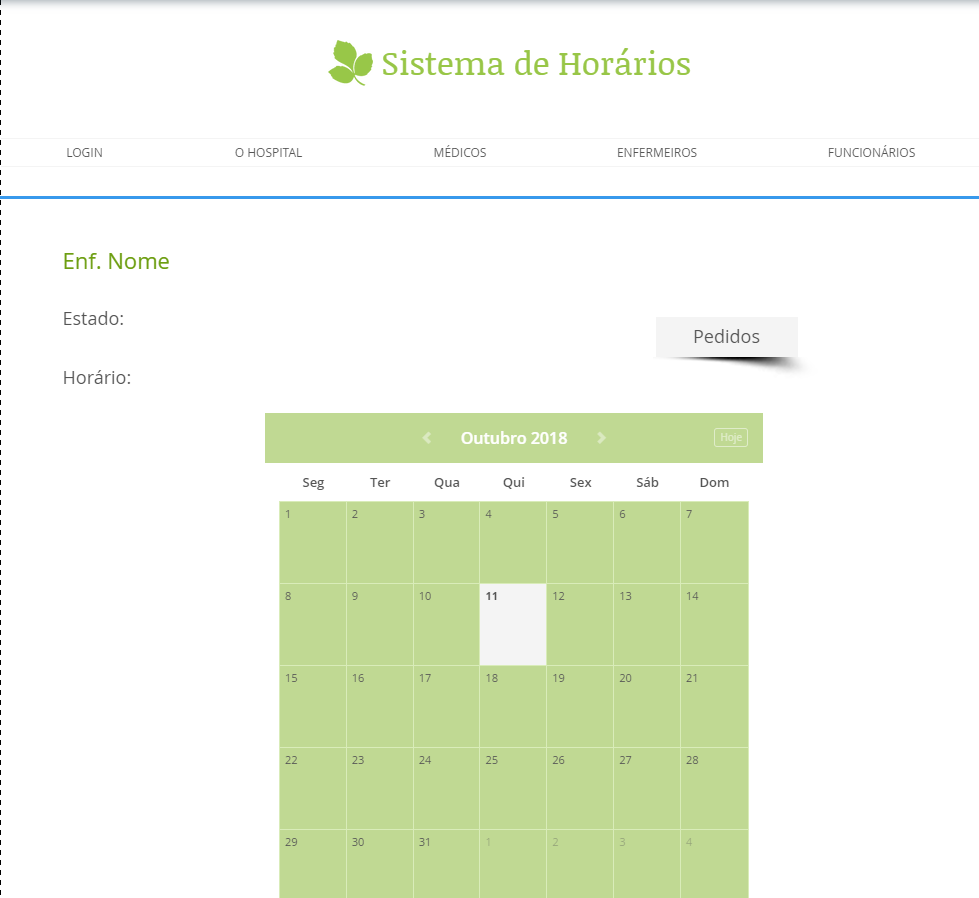 Sistema de Horários
LOGIN O HOSPITAL MÉDICOS ENFERMEIROS FUNCIONÁRIOS
Enf. Nome
Estado:
Pedidos
Horário:
Outubro 2018 Hoje
Seg Ter Qua Qui Sex Sáb Dom
1 2 3 4 5 6 7
8 9 10 11 12 13 14
15 16 17 18 19 20 21
22 23 24 25 26 27 28
29 30 31 1 2 3 4